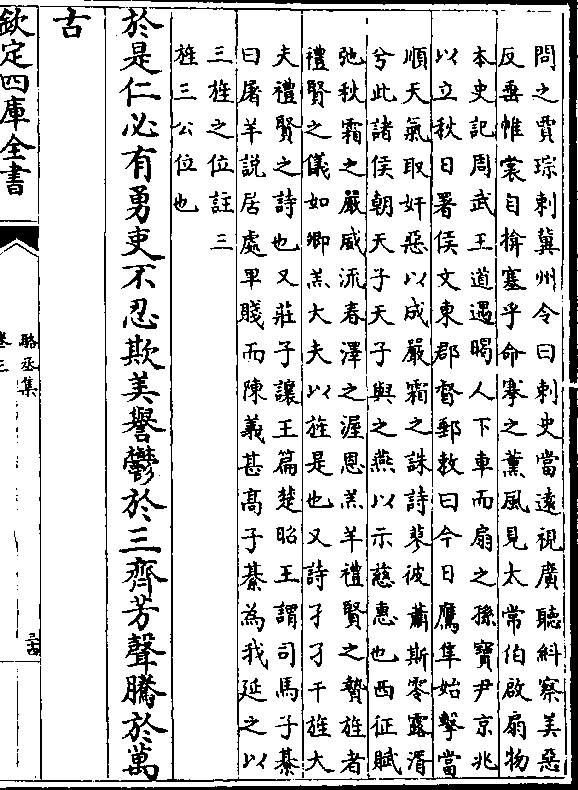 問之賈琮刺冀州令曰刺史當遠視廣聽糾察美惡
反垂帷裳自揜塞乎命搴之薰風見太常伯啟扇物
本史記周武王道遇暍人下車而扇之孫寶尹京兆
以立秋日署侯文東郡督郵敕曰今日鷹隼始擊當
順天氣取奸惡以成嚴霜之誅詩蓼彼蕭斯零露湑
兮此諸侯朝天子天子與之燕以示慈惠也西征賦
弛秋霜之嚴威流春澤之渥恩羔羊禮賢之贄旌者
禮賢之儀如卿羔大夫以旌是也又詩孑孑干旌大
夫禮賢之詩也又莊子讓王篇楚昭王謂司馬子綦
曰屠羊説居處卑賤而陳義甚高子綦為我延之以
三旌之位註三
旌三公位也
於是仁必有勇吏不忍欺美譽鬱於三齊芳聲騰於萬
古
欽定四庫全書
駱丞集
卷三